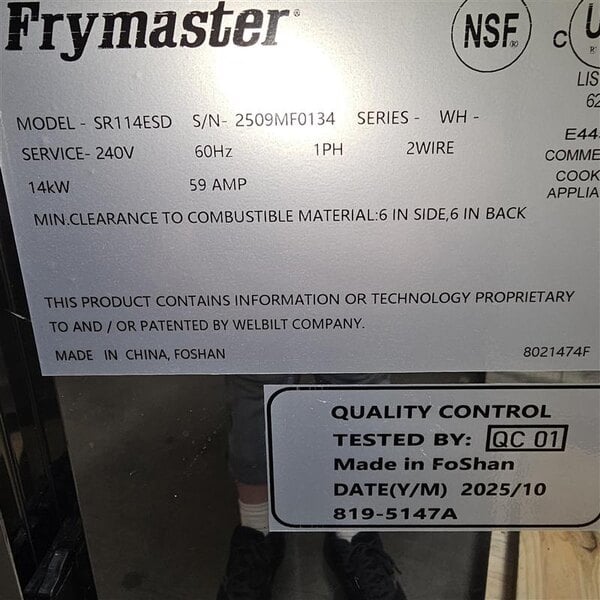 Frymaster
NSF
C U
LIS
62
MODEL - SR114ESD S/N- 2509MF0134 SERIES - WH -
SERVICE- 240V 60Hz 1PH 2WIRE
14kW 59 AMP
E44
COMME
COOK
APPLIA
MIN.CLEARANCE TO COMBUSTIBLE MATERIAL:6 IN SIDE,6 IN BACK
THIS PRODUCT CONTAINS INFORMATION OR TECHNOLOGY PROPRIETARY
TO AND / OR PATENTED BY WELBILT COMPANY.
MADE IN CHINA, FOSHAN 8021474F
QUALITY CONTROL
TESTED BY: QC 01
Made in FoShan
DATE(Y/M) 2025/10
819-5147A